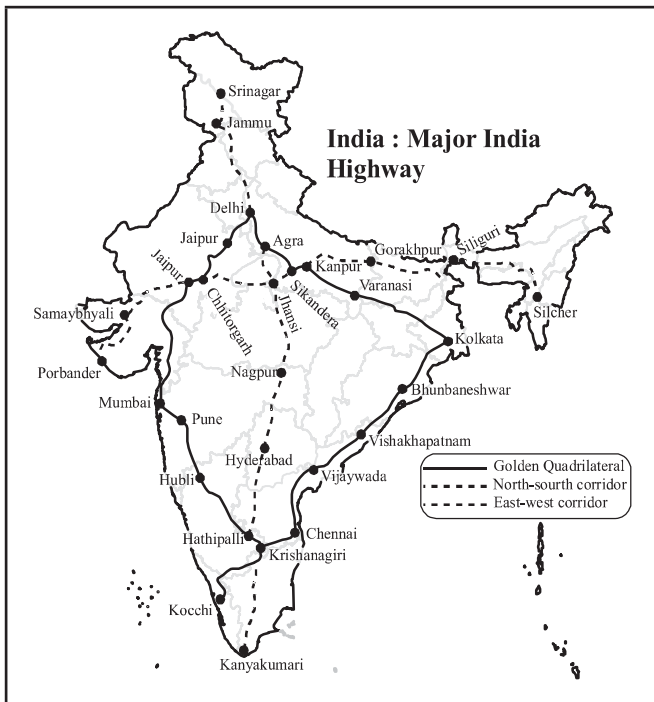 India : Major India
Highway
Srinagar
Jammu
Delhi
Jaipur
Agra
Gorakhpur
Siliguri
Jaipur
Kanpur
Chhitorgarh
Jhansi
Sikandera
Varanasi
Samaybhyali
Silcher
Kolkata
Porbander
Nagpur
Bhunbaneshwar
Mumbai
Pune
Vishakhapatnam
Hyderabad
Vijaywada
Hubli
Golden Quadrilateral
North-sourth corridor
East-west corridor
Hathipalli
Chennai
Krishanagiri
Kocchi
Kanyakumari